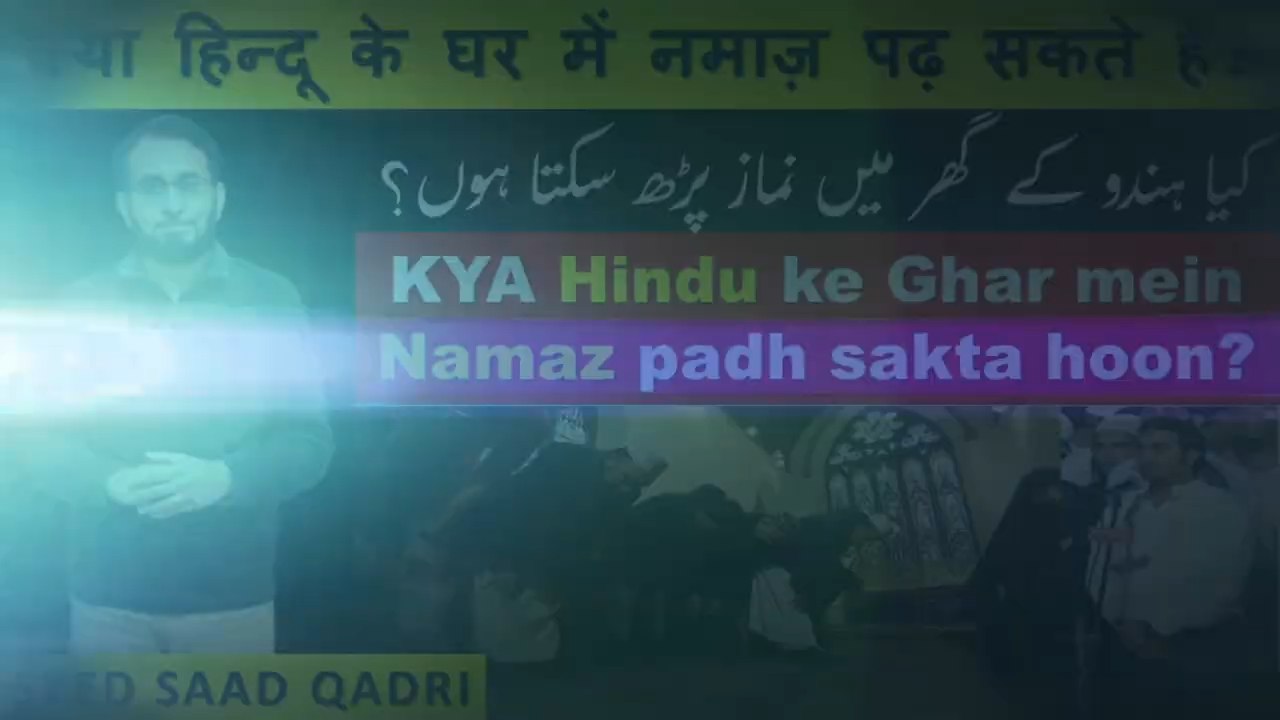 हिन्दू के घर में नमाज़ पढ़ सकते
کیا ہندو کے گھر میں نماز پڑھ سکتا ہوں؟
KYA Hindu ke Ghar mein
Namaz padh sakta hoon?
SAAD QADRI